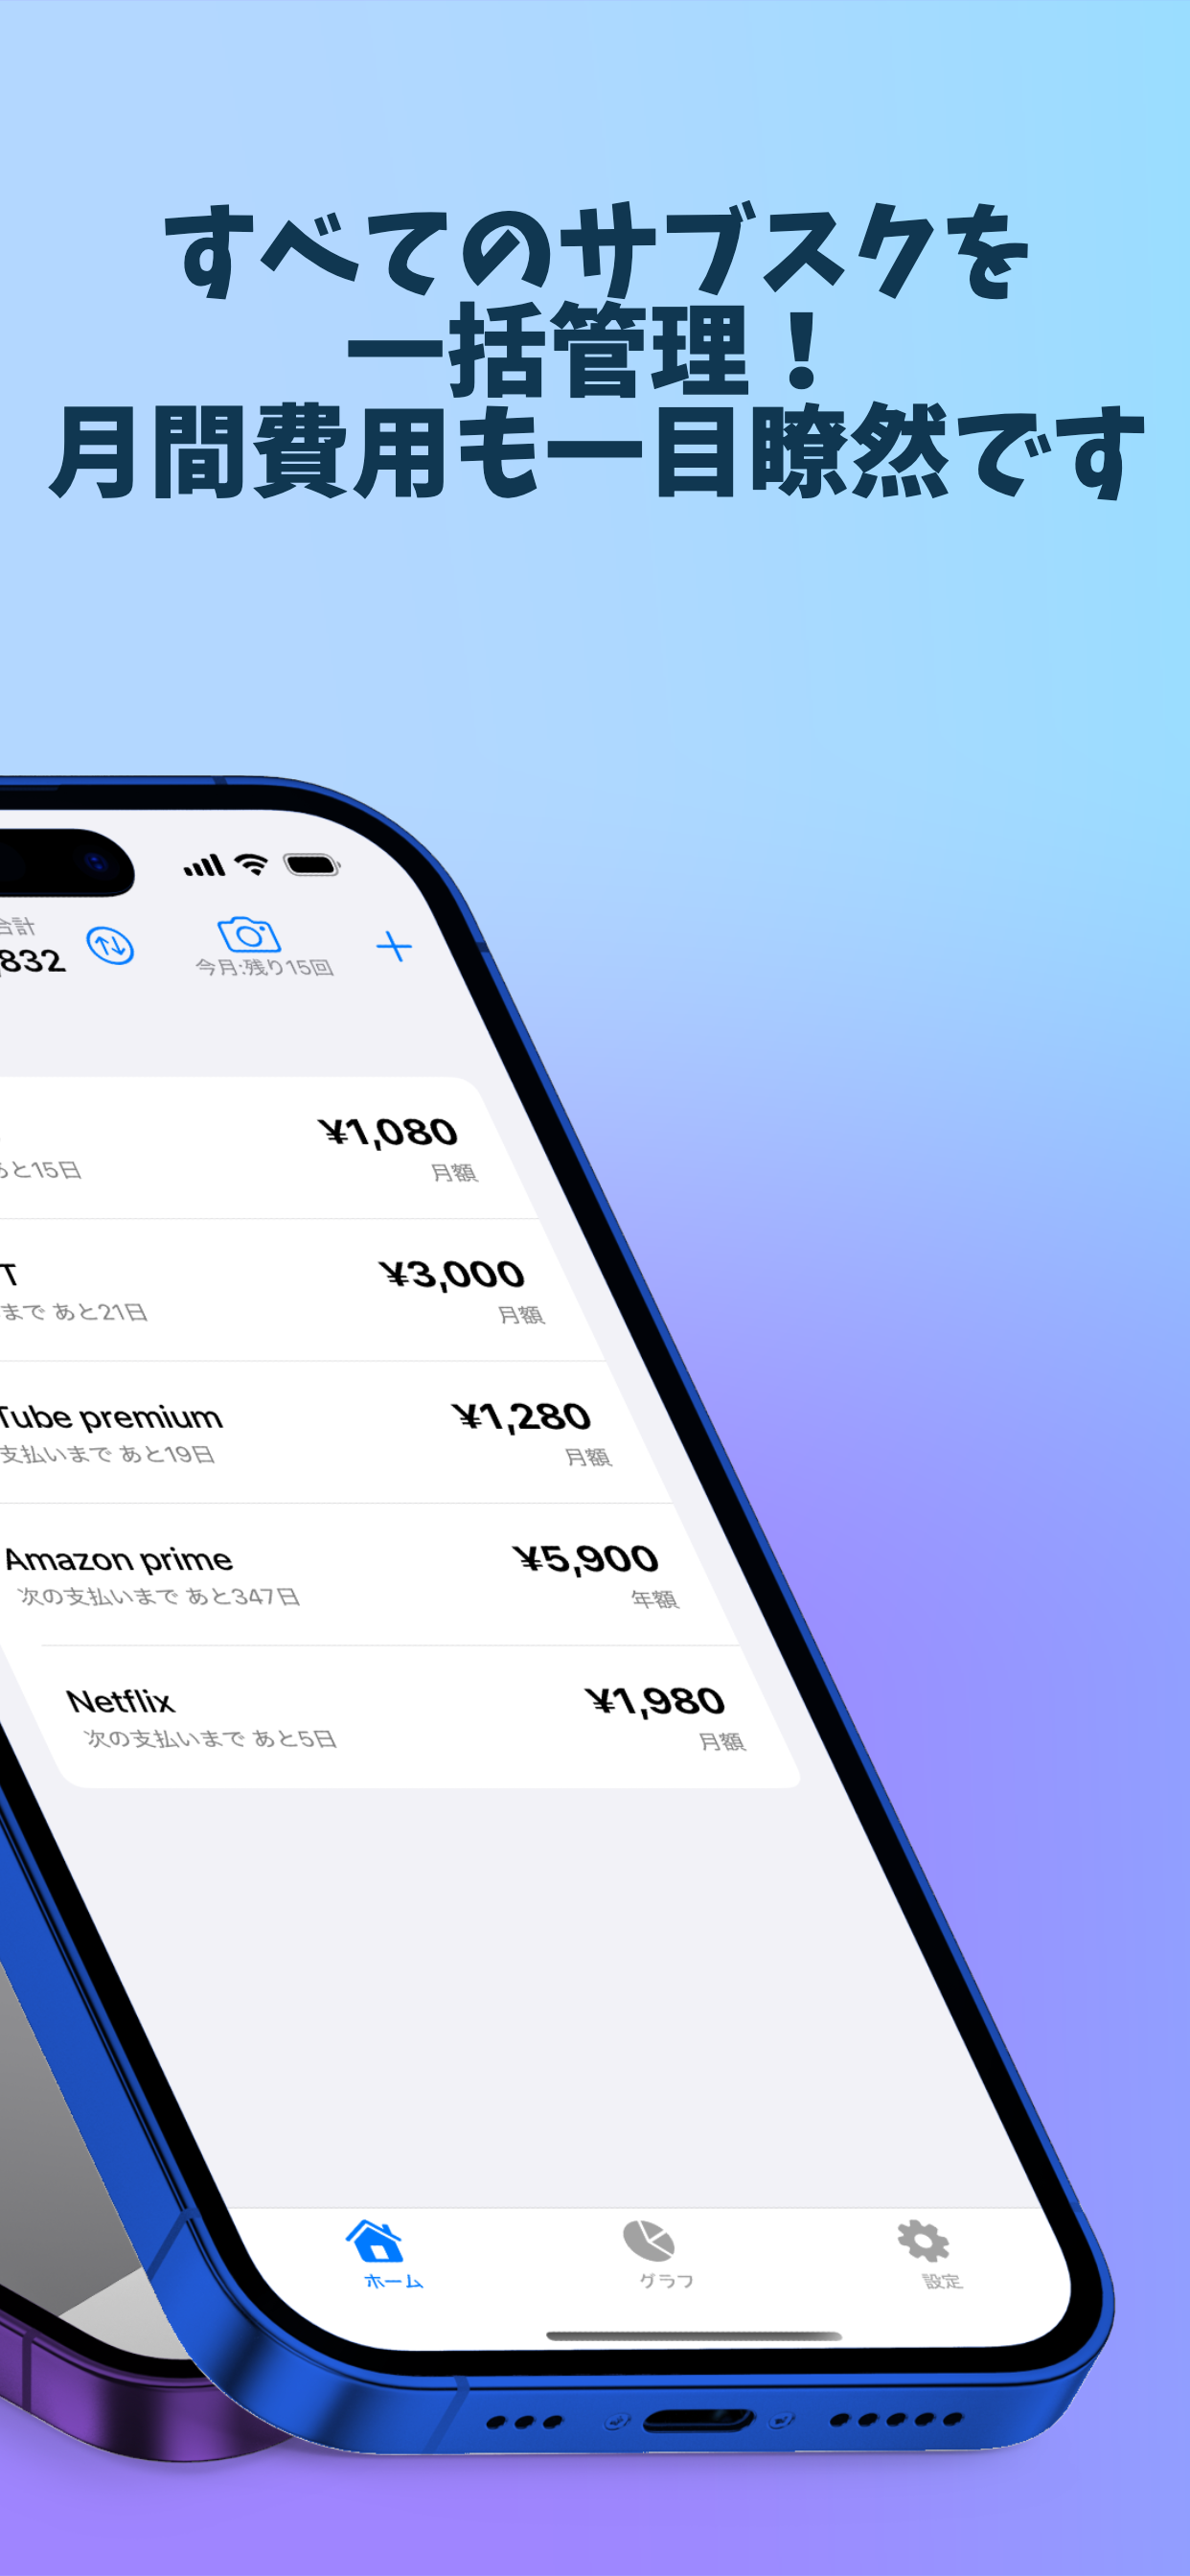 すべてのサブスクを
一括管理！
月間費用も一目瞭然です
合計
,832
今月:残り15回
¥1,080
あと15日
月額
T
¥3,000
まで あと21日
月額
Tube premium
¥1,280
支払いまで あと19日
月額
Amazon prime
¥5,900
次の支払いまで あと347日
年額
Netflix
¥1,980
次の支払いまで あと5日
月額
ホーム
グラフ
設定